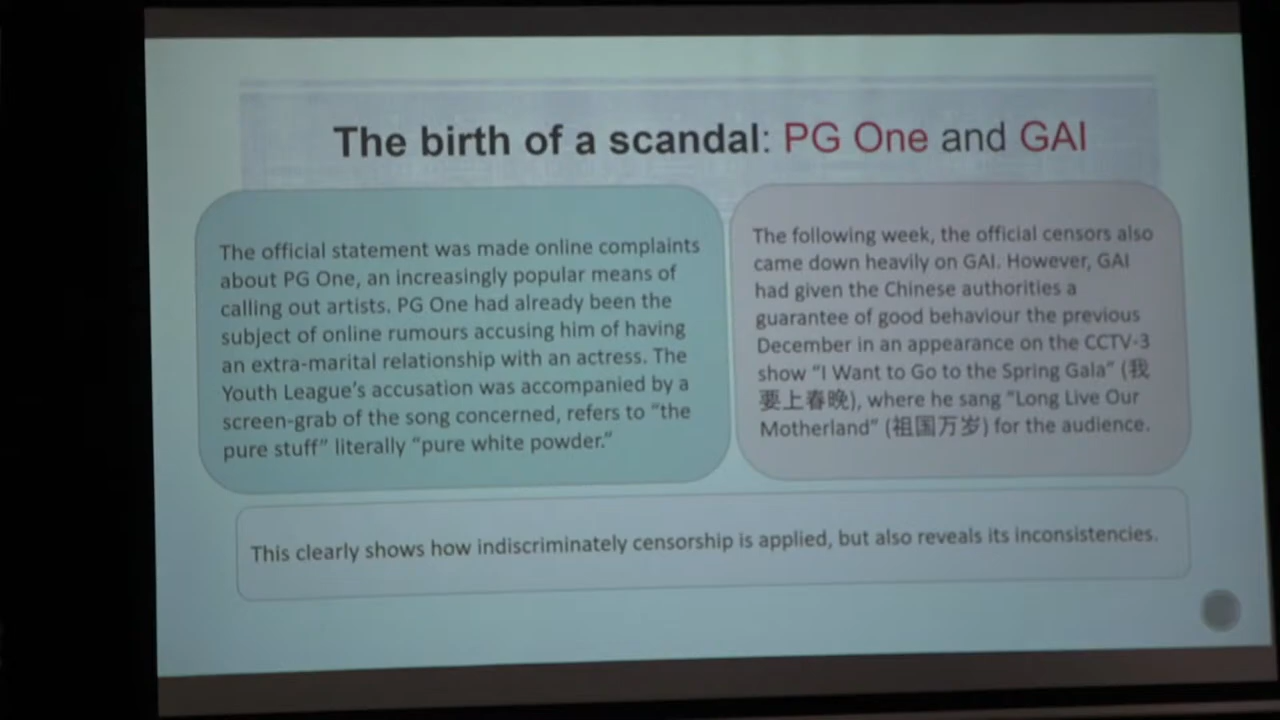 The birth of a scandal: PG One and GAI
The official statement was made online complaints
about PG One, an increasingly popular means of
calling out artists. PG One had already been the
subject of online rumours accusing him of having
an extra-marital relationship with an actress. The
Youth League's accusation was accompanied by a
screen-grab of the song concerned, refers to "the
pure stuff" literally "pure white powder."
The following week, the official censors also
came down heavily on GAI. However, GAI
had given the Chinese authorities a
guarantee of good behaviour the previous
December in an appearance on the CCTV-3
show "I Want to Go to the Spring Gala" (我
要上春晚), where he sang "Long Live Our
Motherland" (祖国万岁) for the audience.
This clearly shows how indiscriminately censorship is applied, but also reveals its inconsistencies.